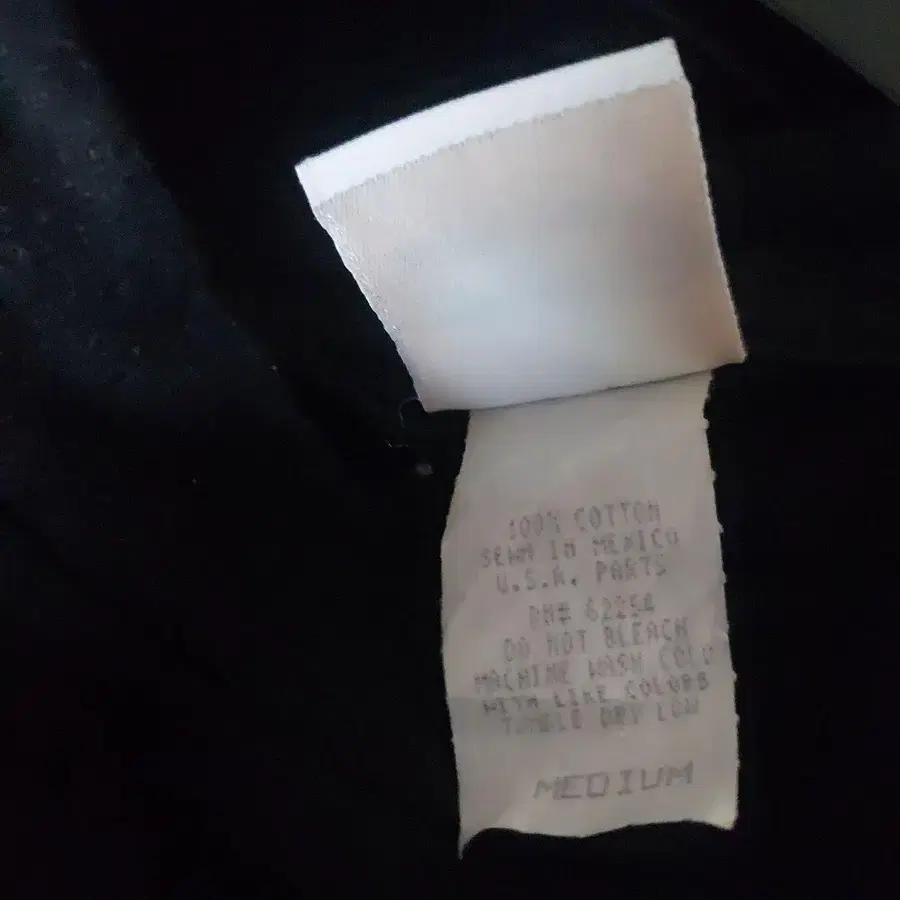 100% COTTON
SEWN IN MEXICO
U.S.A. PARTS
RN# 62254
DO NOT BLEACH
MACHINE WASH COLD
WITH LIKE COLORS
TUMBLE DRY LOW
MEDIUM